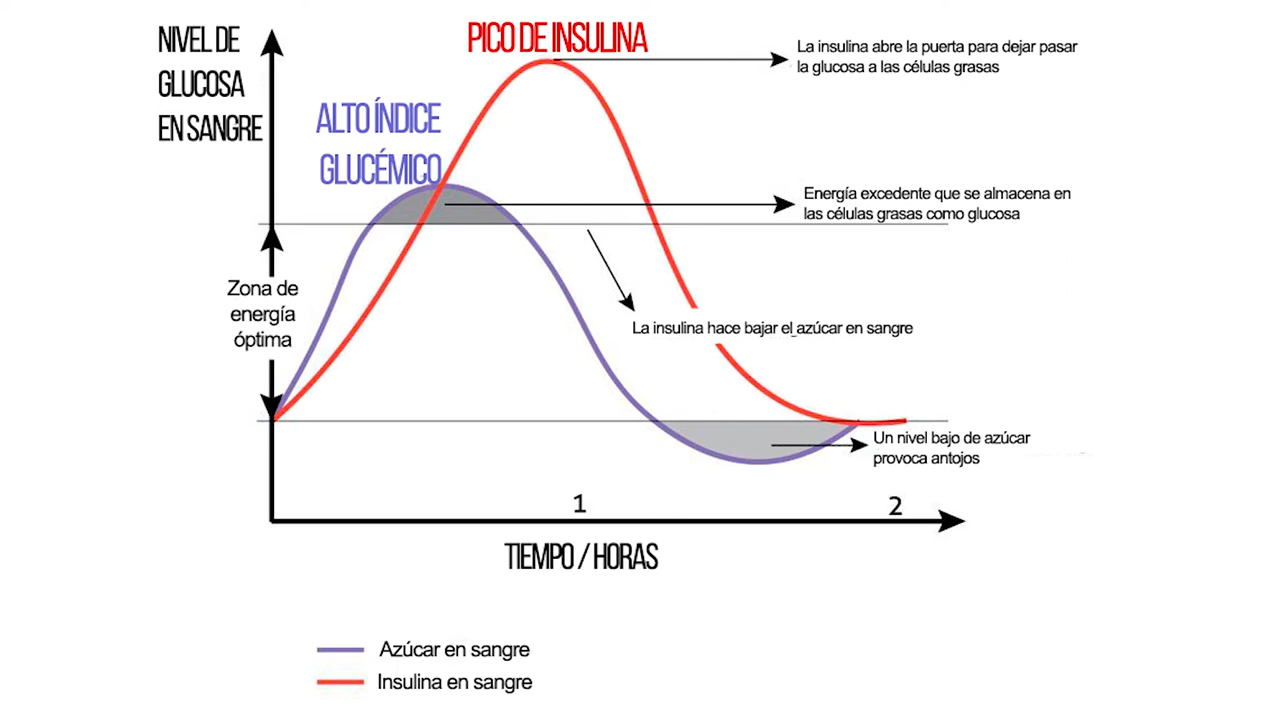 NIVEL DE
GLUCOSA
EN SANGRE
PICO DE INSULINA
La insulina abre la puerta para dejar pasar
la glucosa a las células grasas
ALTO ÍNDICE
GLUCÉMICO
Energía excedente que se almacena en
las células grasas como glucosa
Zona de
energía
óptima
La insulina hace bajar el azúcar en sangre
Un nivel bajo de azúcar
provoca antojos
1
2
TIEMPO / HORAS
Azúcar en sangre
Insulina en sangre